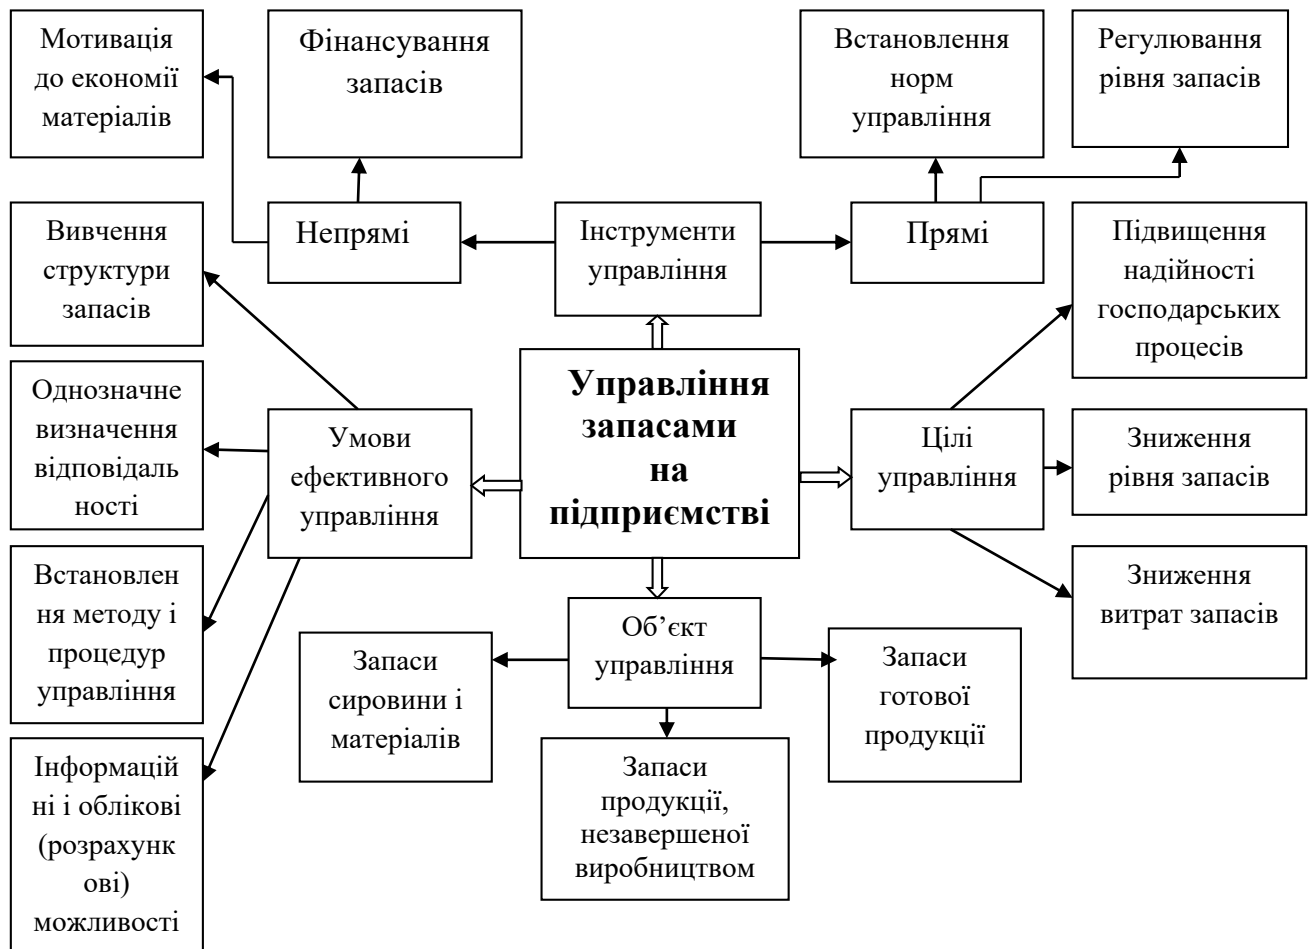 Мотивація
до економії
матеріалів
Фінансування
запасів
Встановлення
норм
управління
Регулювання
рівня запасів
Вивчення
структури
запасів
Непрямі
Інструменти
управління
Прямі
Підвищення
надійності
господарських
процесів
Однозначне
визначення
відповідаль
ності
Умови
ефективного
управління
Управління
запасами
на
підприємстві
Цілі
управління
Зниження
рівня запасів
Встановлен
ня методу і
процедур
управління
Зниження
витрат запасів
Об’єкт
управління
Запаси
сировини і
матеріалів
Запаси
готової
продукції
Інформацій
ні і облікові
(розрахунк
ові)
можливості
Запаси
продукції,
незавершеної
виробництвом